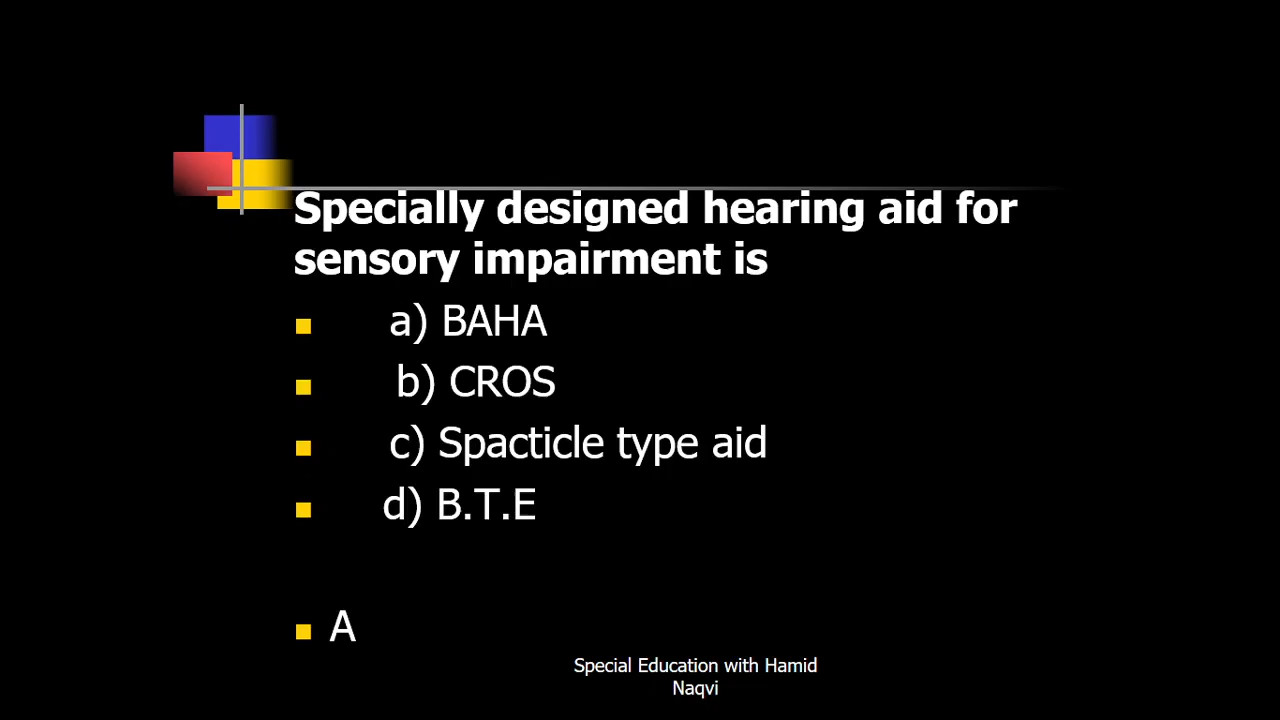 Specially designed hearing aid for
sensory impairment is
a) BAHA
b) CROS
c) Spacticle type aid
d) B.T.E
A
Special Education with Hamid
Naqvi